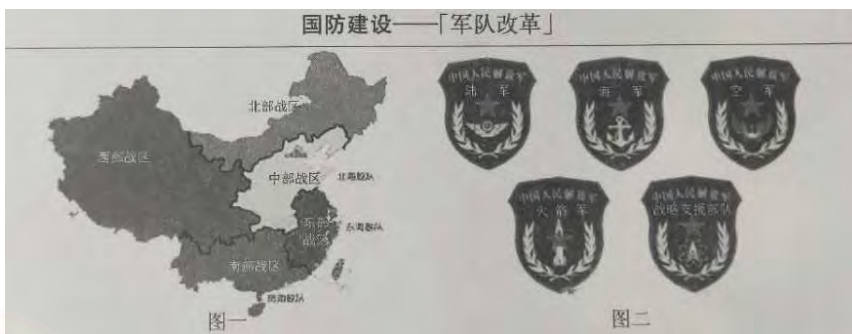 国防建设——「军队改革」
北部战区
西部战区
中部战区
北海舰队
东部
战区
东海舰队
南部战区
南海舰队
图一
中国人民解放军
陆军
中国人民解放军
海军
中国人民解放军
空军
中国人民解放军
火箭军
中国人民解放军
战略支援部队
图二